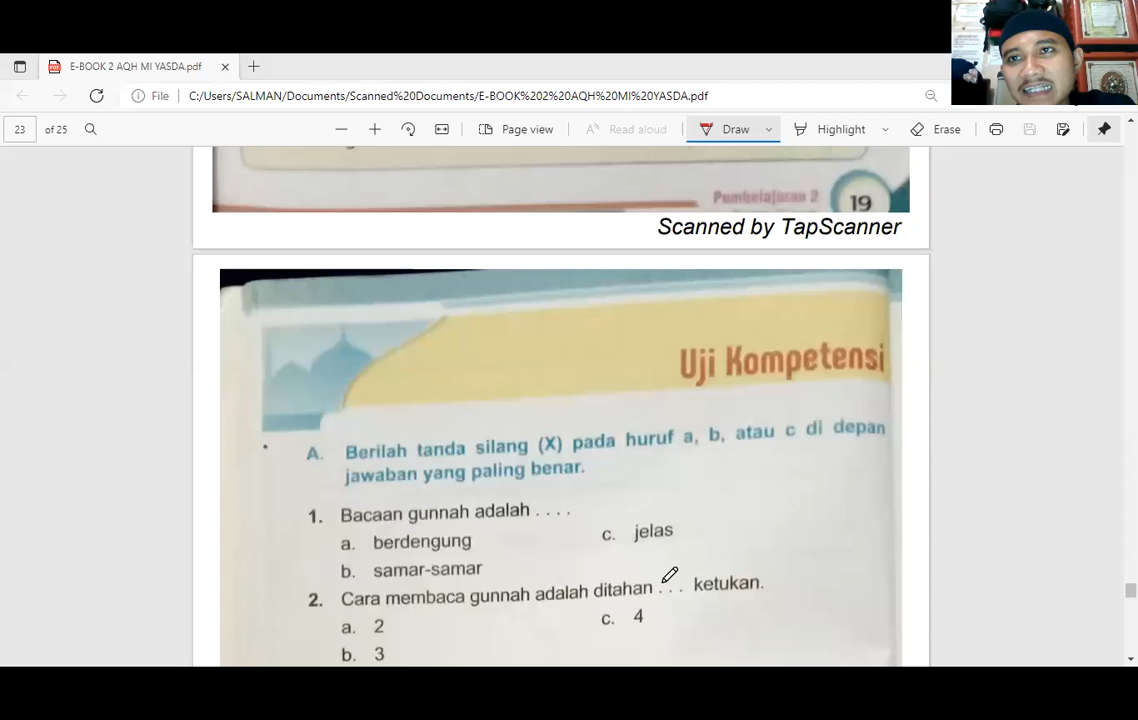 E-BOOK 2 AQH MI YASDA.pdf
File C:/Users/SALMAN/Documents/Scanned%20Documents/E-BOOK%202%20AQH%20MI%20YASDA.pdf
23 of 25 Page view Read aloud Draw Highlight Erase
Pembelajaran 2 19
Scanned by TapScanner
Uji Kompetensi
A. Berilah tanda silang (X) pada huruf a, b, atau c di depan
jawaban yang paling benar.
1. Bacaan gunnah adalah . . . .
a. berdengung c. jelas
b. samar-samar
2. Cara membaca gunnah adalah ditahan . . . ketukan.
a. 2 c. 4
b. 3